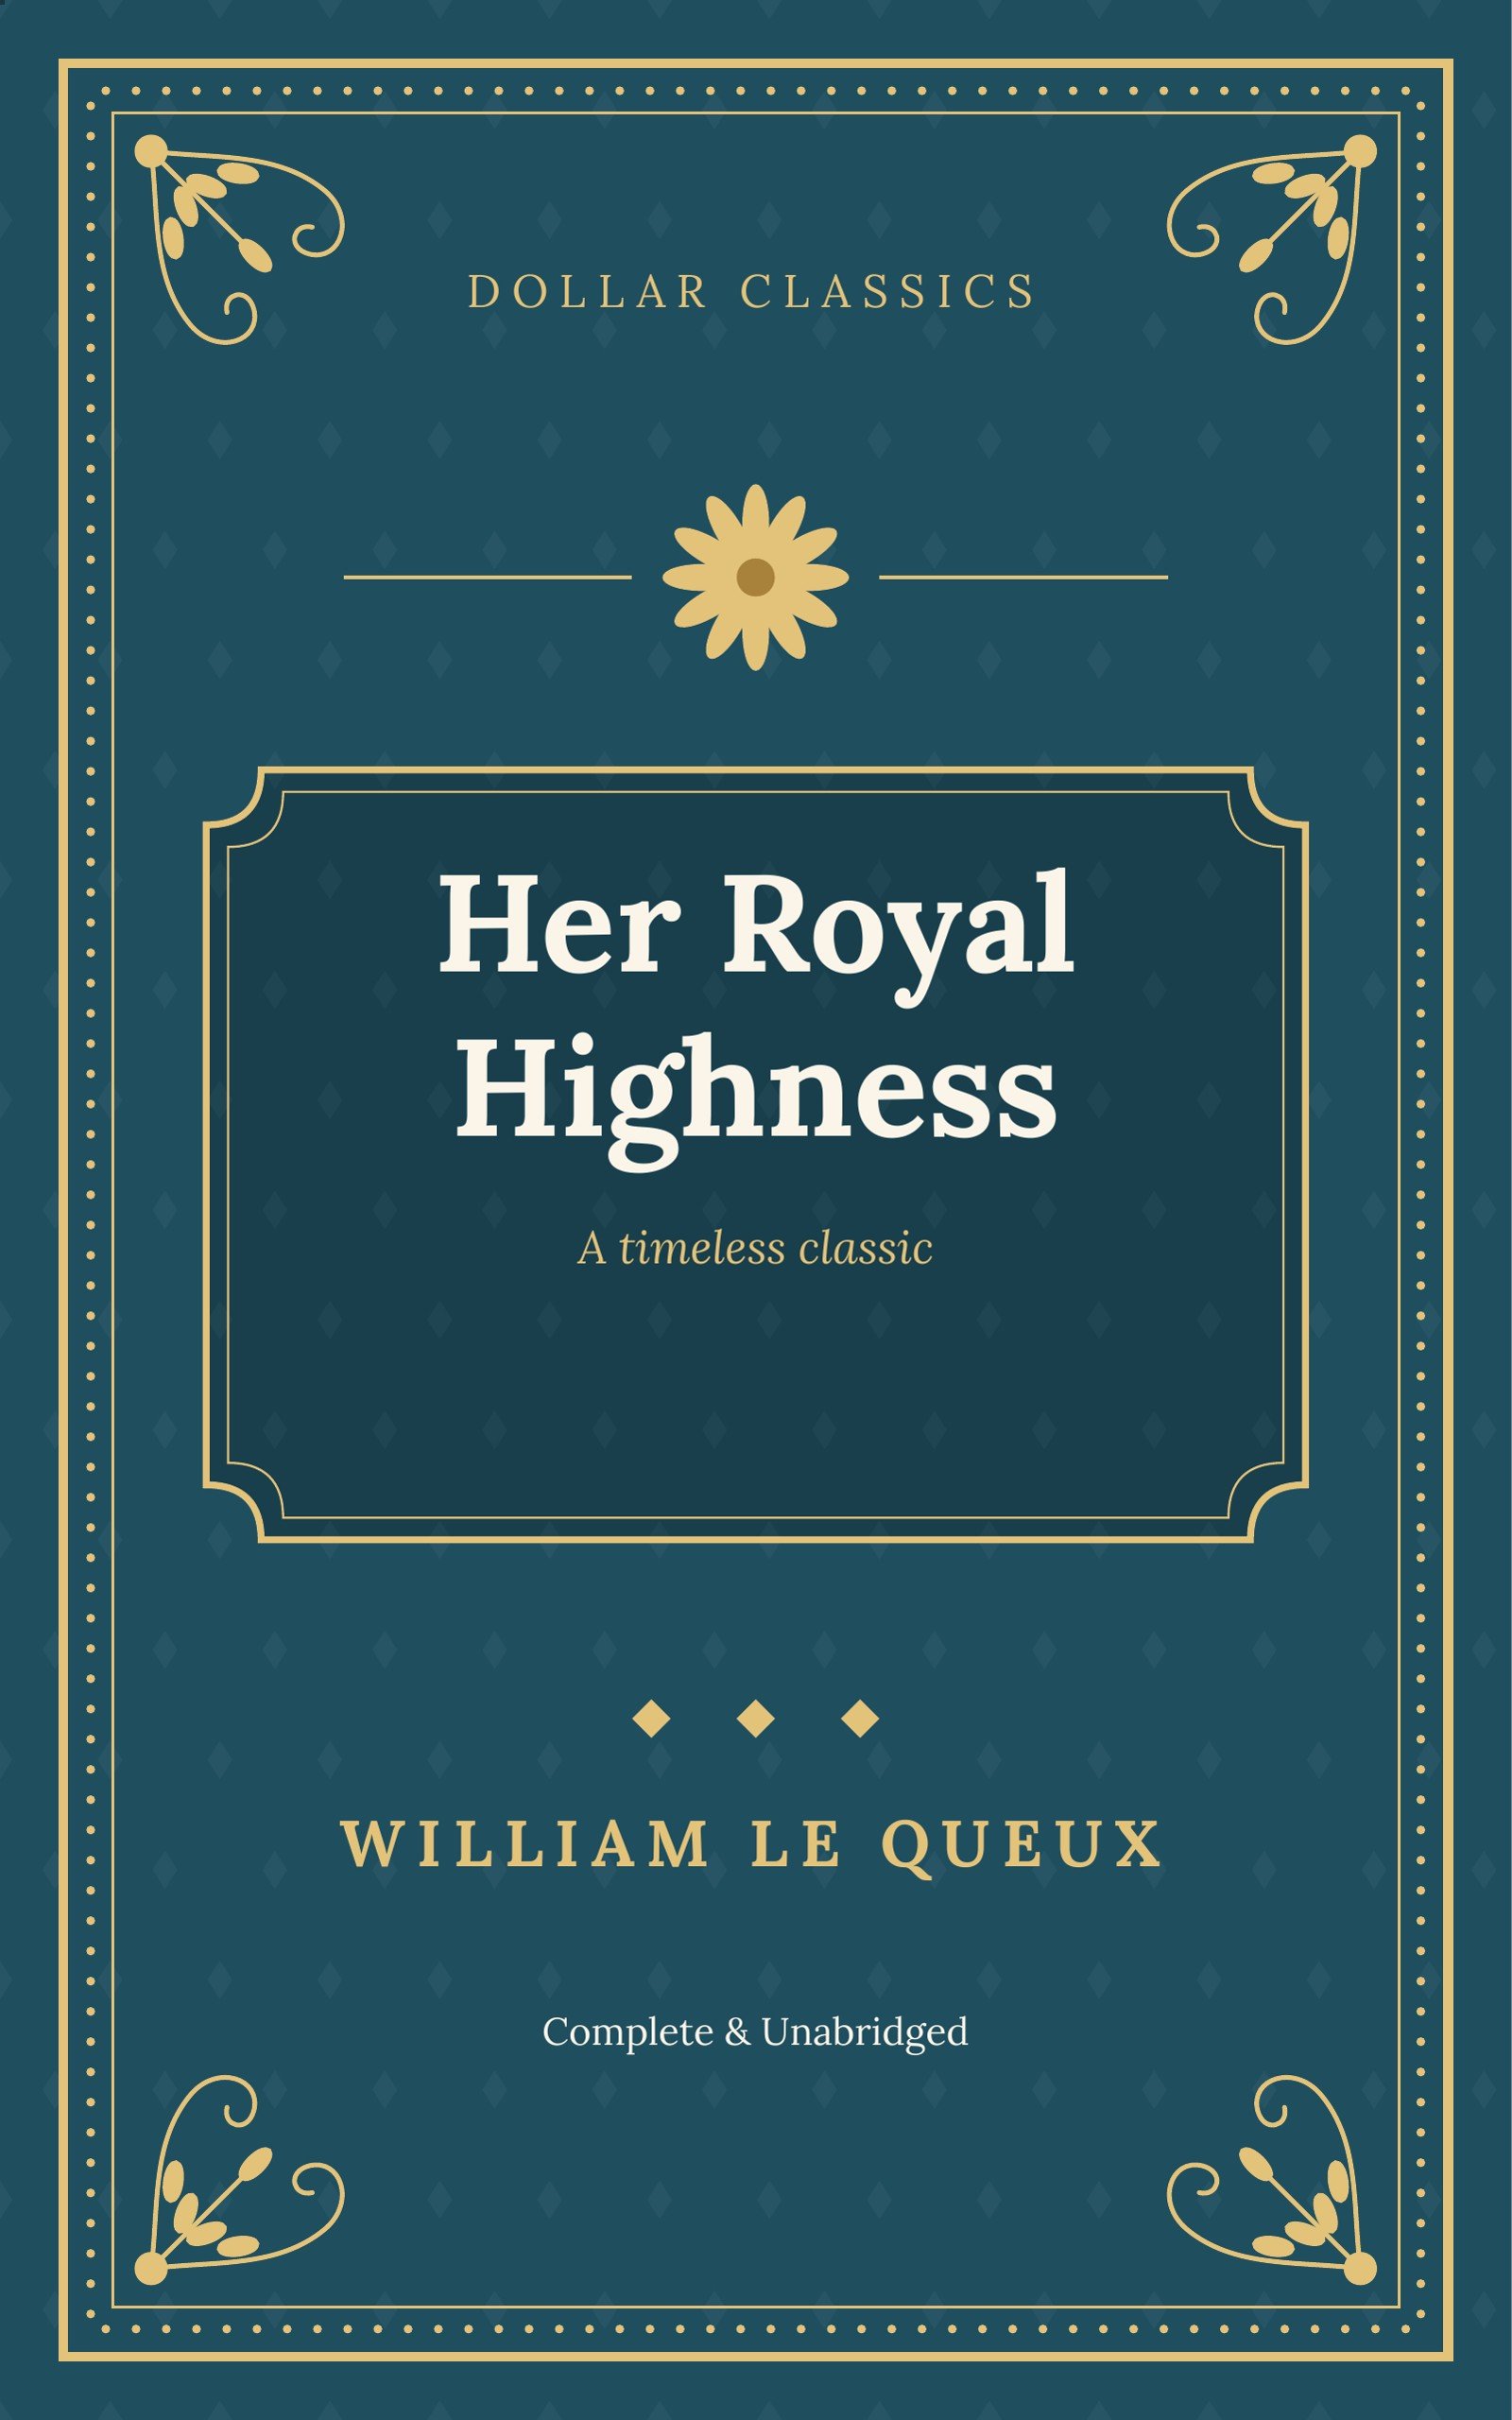 DOLLAR CLASSICS
Her Royal
Highness
A timeless classic
WILLIAM LE QUEUX
Complete & Unabridged